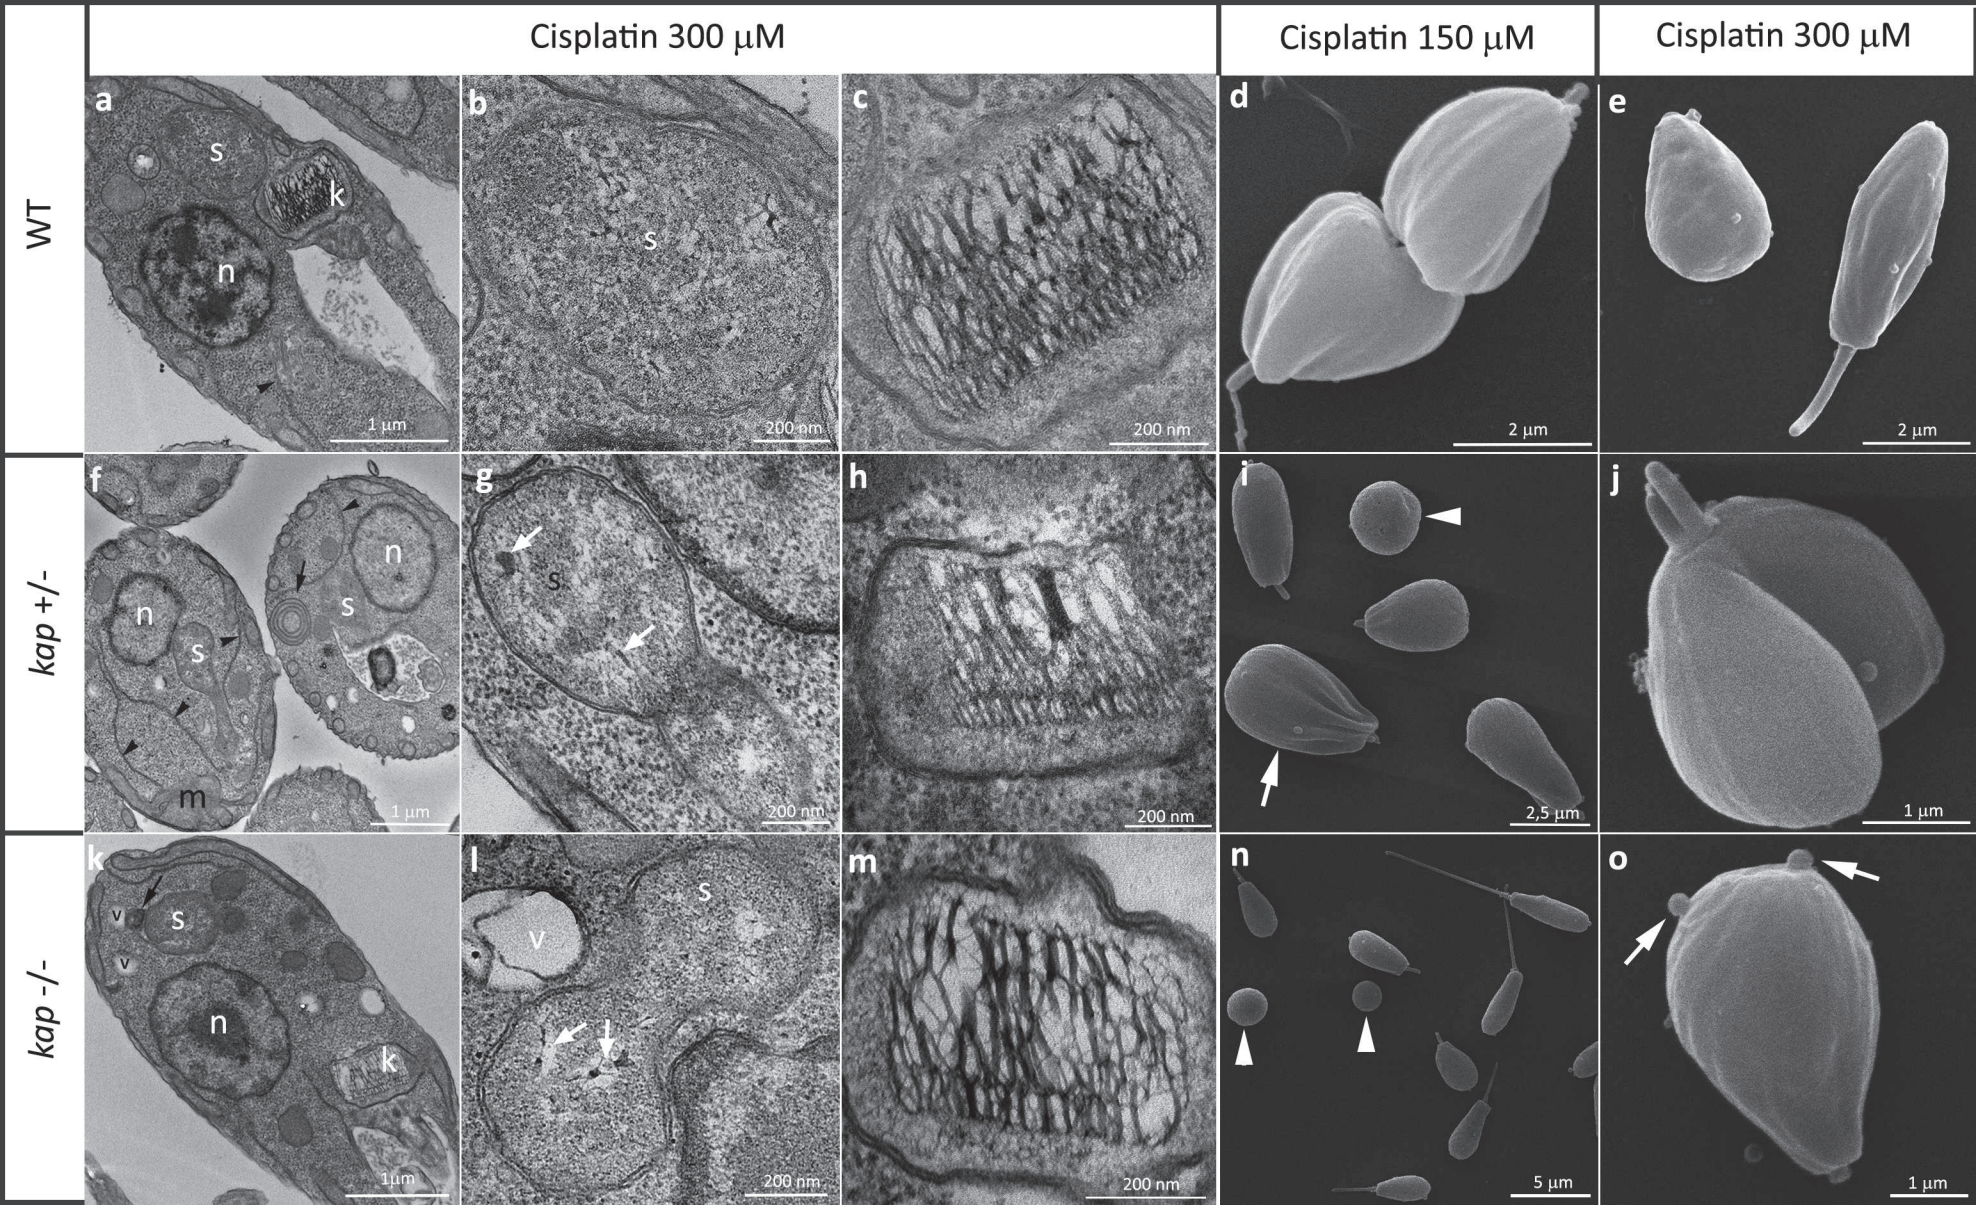 Cisplatin 300 µM
Cisplatin 150 µM
Cisplatin 300 µM
WT
a
s
k
n
1 µm
b
s
200 nm
c
200 nm
d
2 µm
e
2 µm
kap +/-
f
n
n
s
s
m
1 µm
g
s
200 nm
h
200 nm
i
2,5 µm
j
1 µm
kap -/-
k
v
s
v
n
k
1µm
l
s
v
200 nm
m
200 nm
n
5 µm
o
1 µm